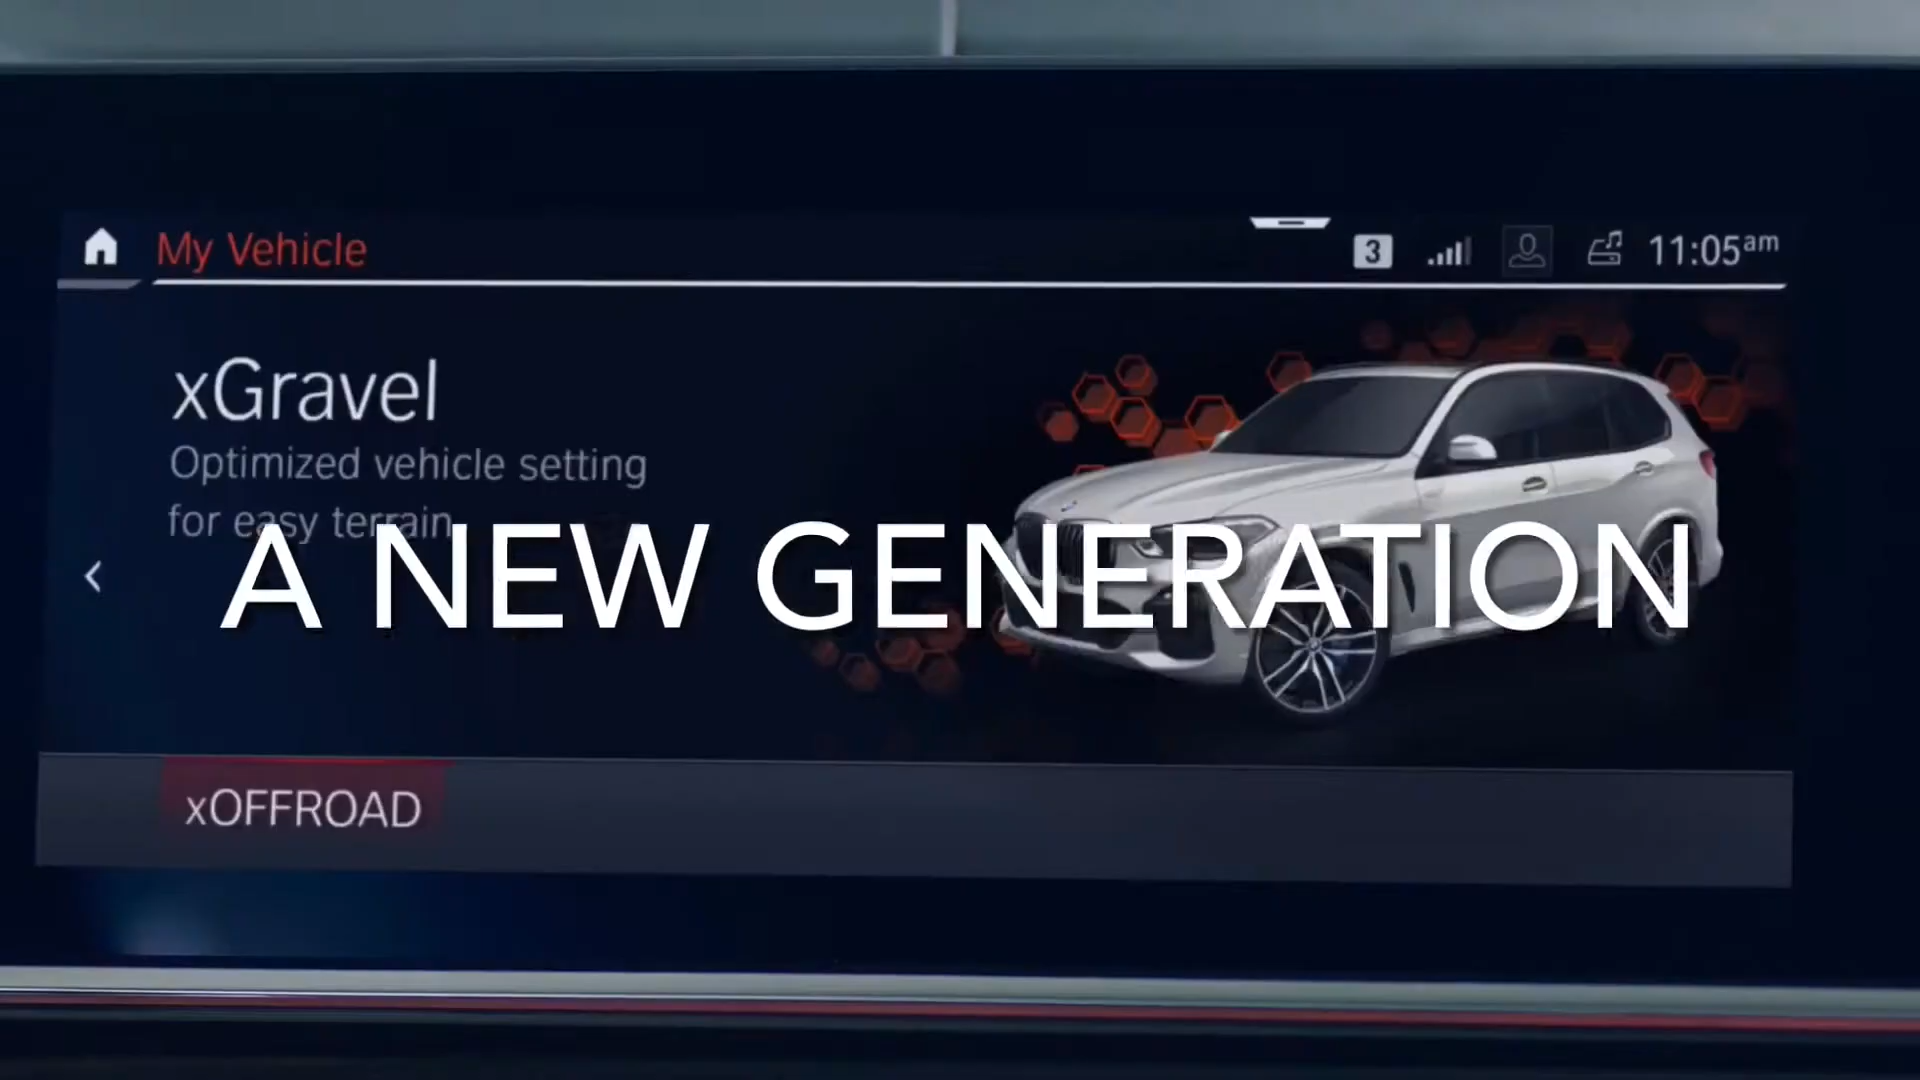 My Vehicle
3
11:05am
xGravel
Optimized vehicle setting
for easy terrain
A NEW GENERATION
xOFFROAD